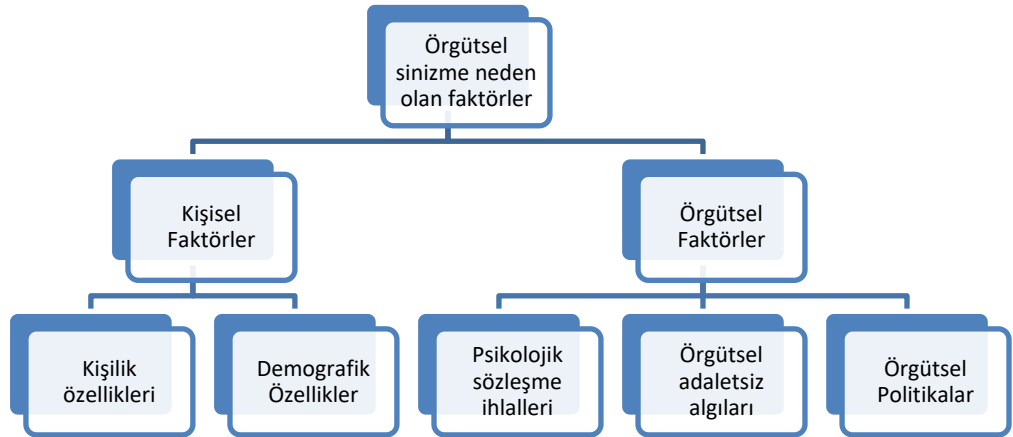 Örgütsel
sinizme neden
olan faktörler
Kişisel
Faktörler
Örgütsel
Faktörler
Kişilik
özellikleri
Demografik
Özellikler
Psikolojik
sözleşme
ihlalleri
Örgütsel
adaletsiz
algıları
Örgütsel
Politikalar